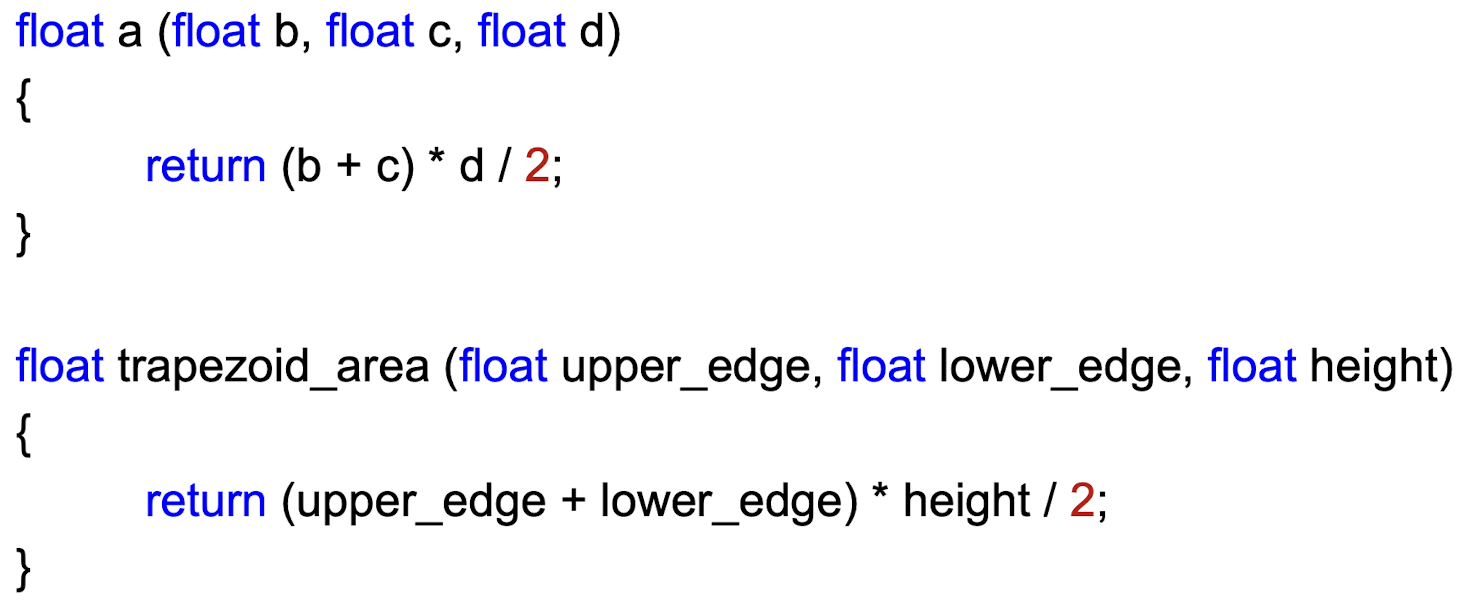 float a (float b, float c, float d)
{
return (b + c) * d / 2;
}
float trapezoid_area (float upper_edge, float lower_edge, float height)
{
return (upper_edge + lower_edge) * height / 2;
}